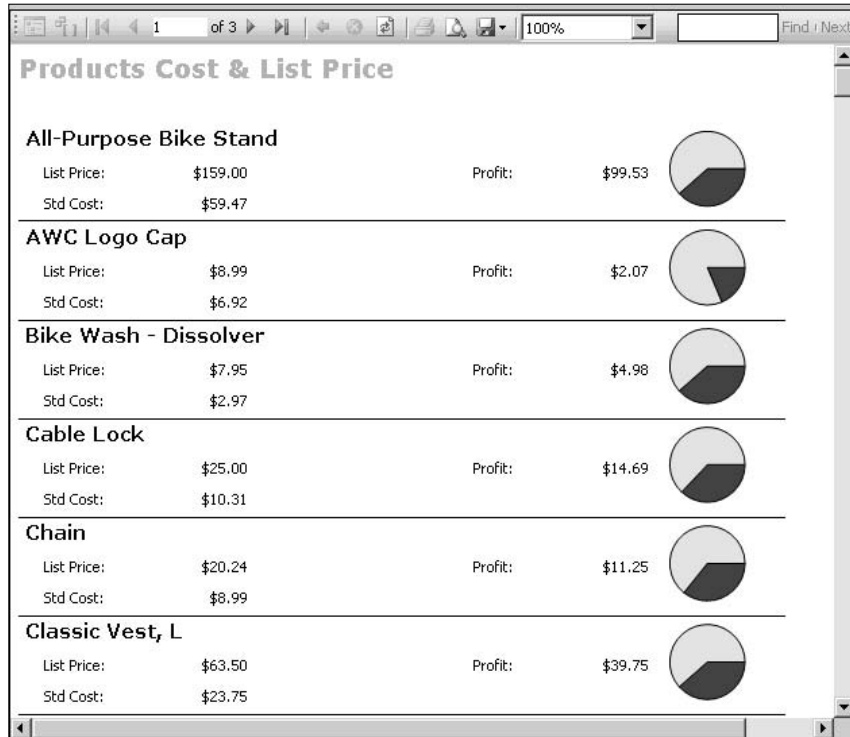 1 of 3 100% Find Next
Products Cost & List Price
All-Purpose Bike Stand
List Price: $159.00 Profit: $99.53
Std Cost: $59.47
AWC Logo Cap
List Price: $8.99 Profit: $2.07
Std Cost: $6.92
Bike Wash - Dissolver
List Price: $7.95 Profit: $4.98
Std Cost: $2.97
Cable Lock
List Price: $25.00 Profit: $14.69
Std Cost: $10.31
Chain
List Price: $20.24 Profit: $11.25
Std Cost: $8.99
Classic Vest, L
List Price: $63.50 Profit: $39.75
Std Cost: $23.75